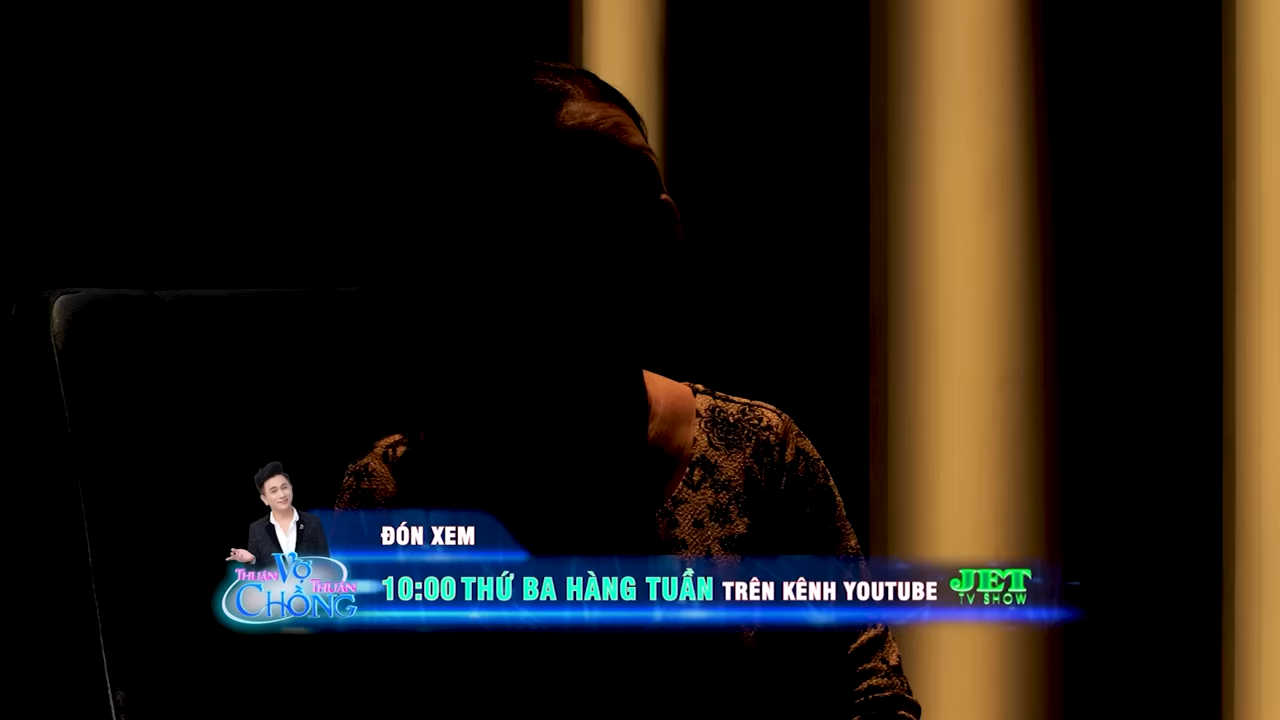 ĐÓN XEM
THUẬN VỢ THUẬN CHỒNG
10:00 THỨ BA HÀNG TUẦN TRÊN KÊNH YOUTUBE JET TV SHOW